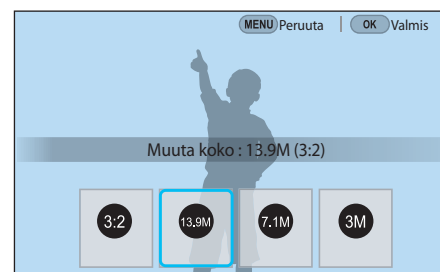 MENU Peruuta | OK Valmis
Muuta koko : 13.9M (3:2)
3:2 13.9M 7.1M 3M